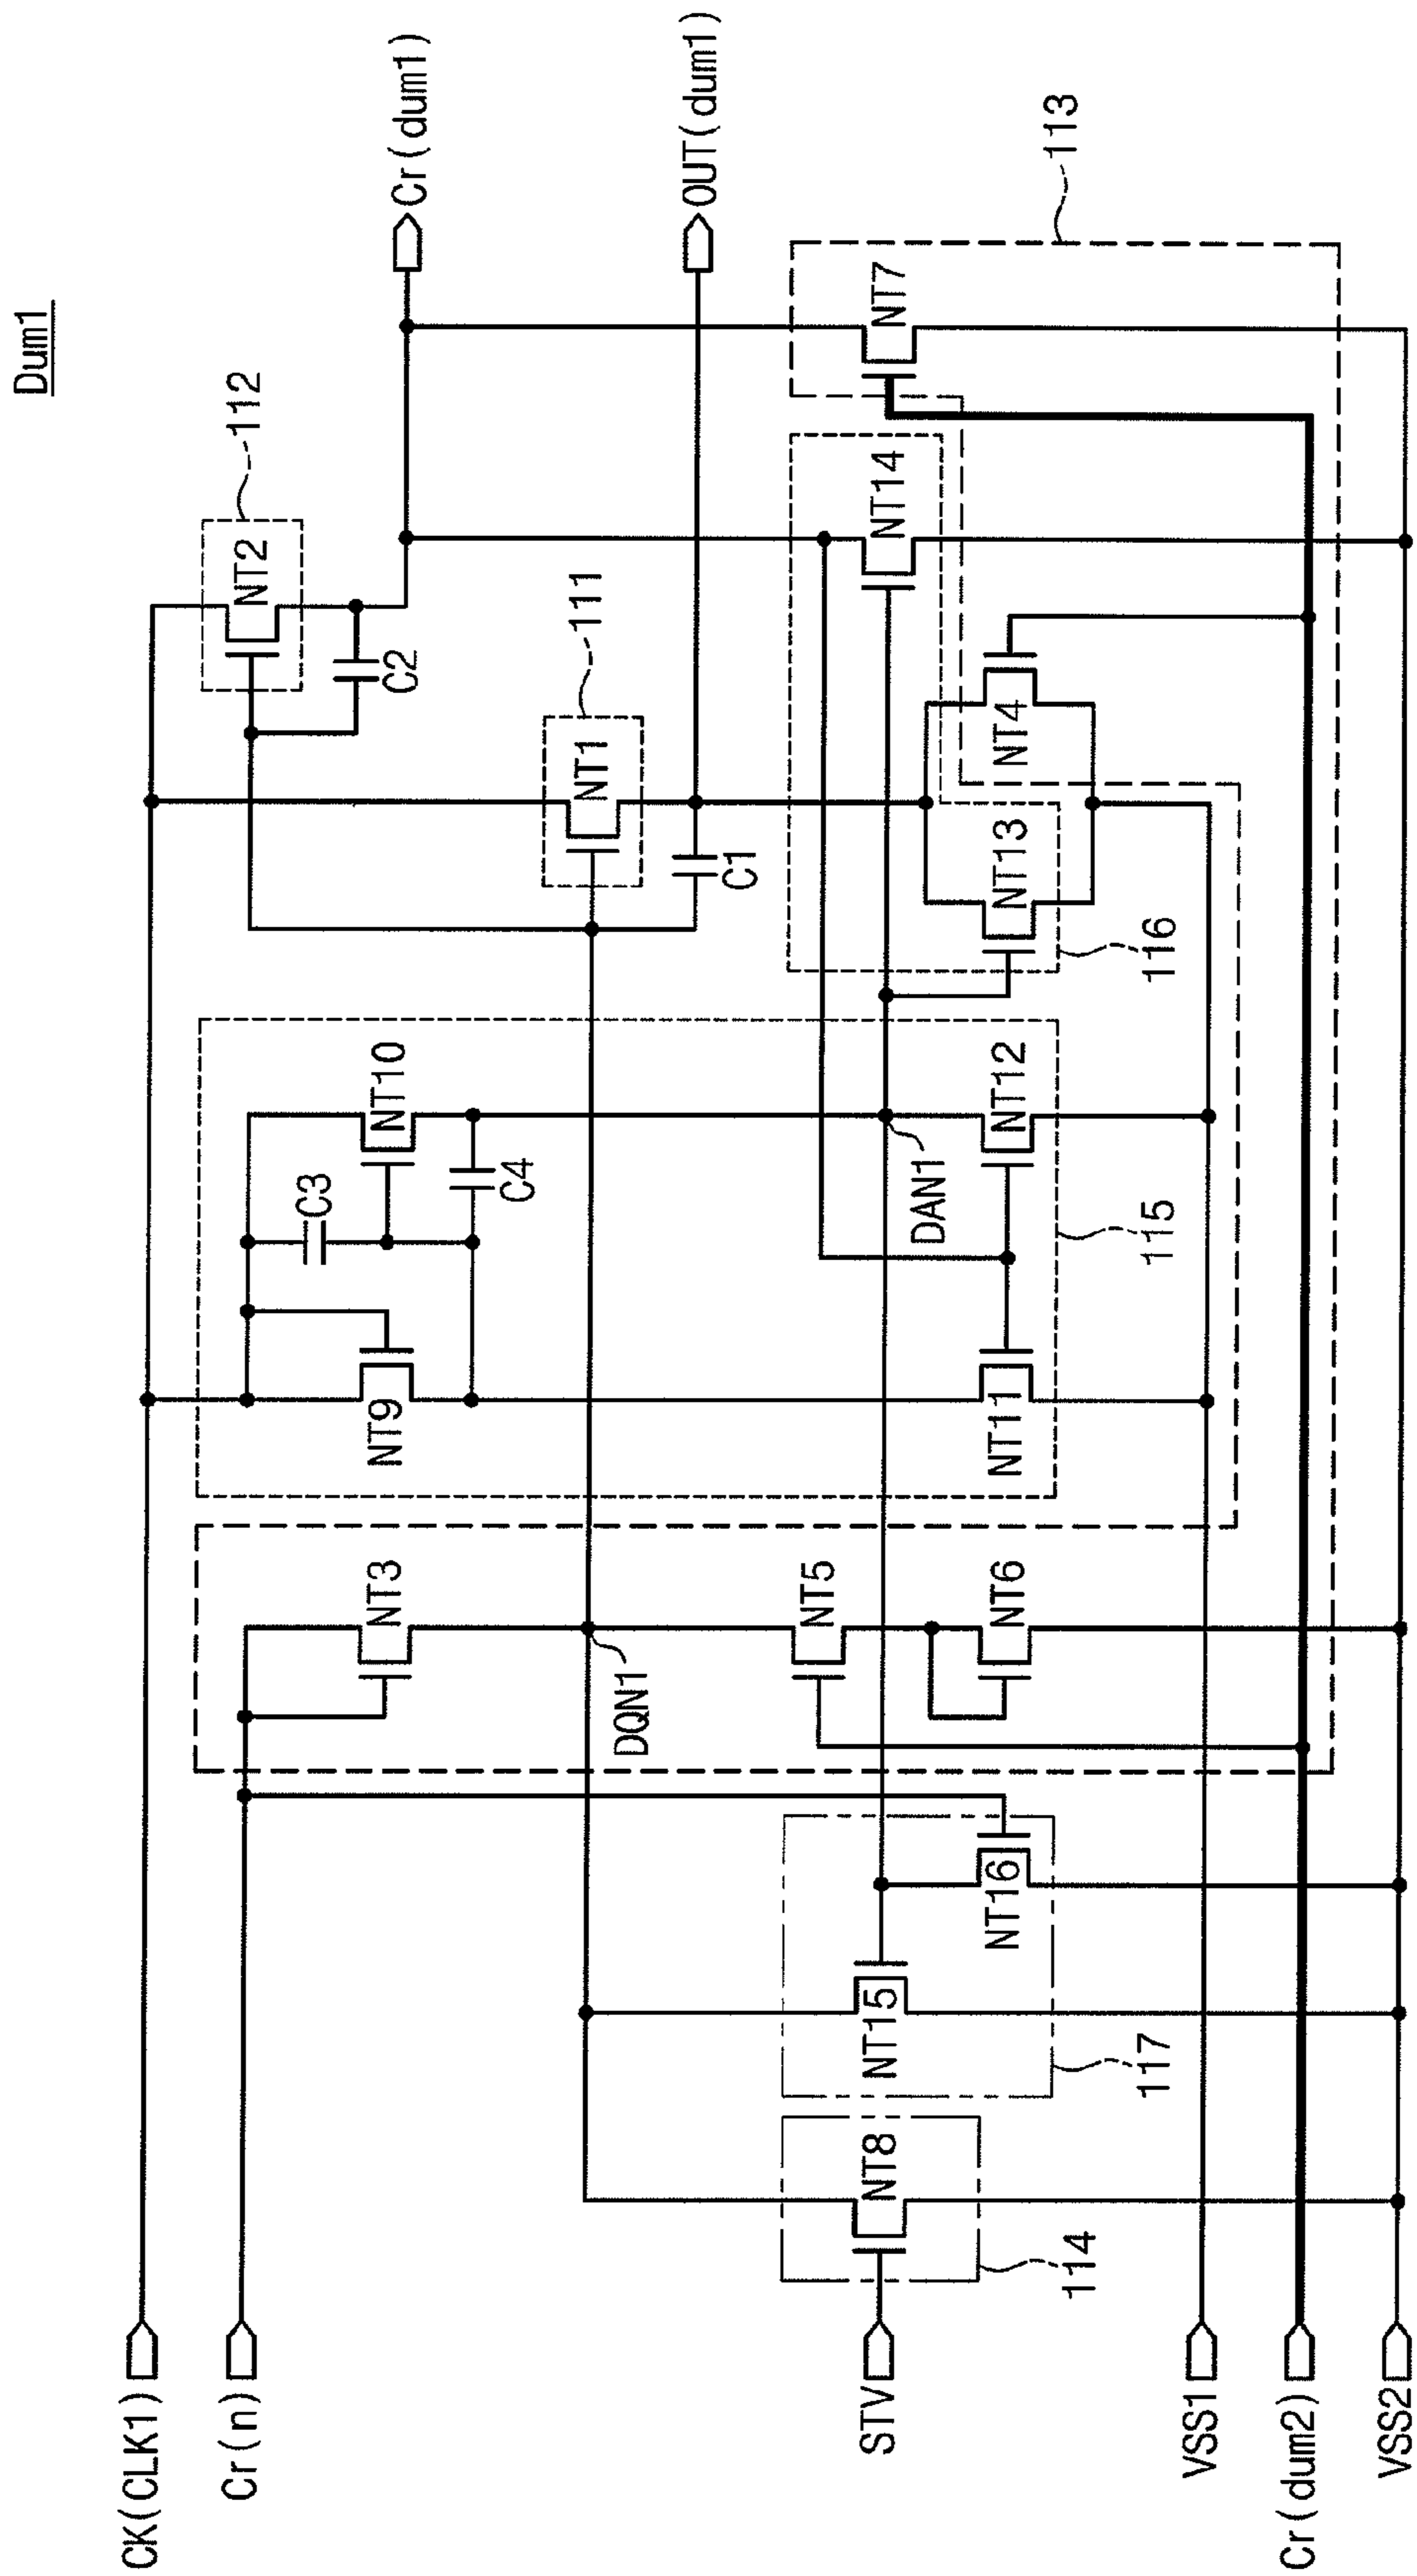 Dum1
CK(CLK1)
Cr(n)
STV
VSS1
Cr(dum2)
VSS2
Cr(dum1)
OUT(dum1)
112
NT2
C2
111
NT1
C1
113
NT7
NT14
NT4
NT13
116
NT10
C3
C4
NT9
DAN1
NT12
NT11
115
NT3
DQN1
NT5
NT6
NT16
NT15
117
NT8
114